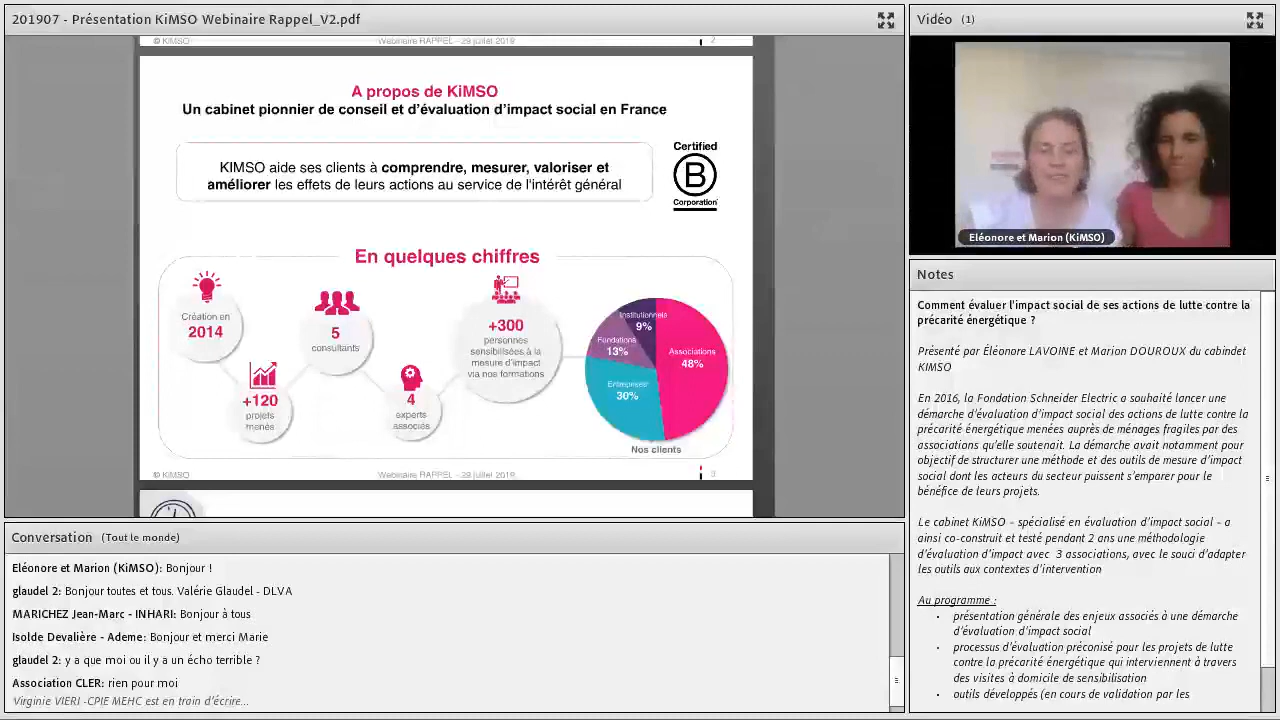 201907 - Présentation KiMSO Webinaire Rappel_V2.pdf
© KIMSO Webinaire RAPPEL - 29 juillet 2019 2
A propos de KiMSO
Un cabinet pionnier de conseil et d'évaluation d'impact social en France
KIMSO aide ses clients à comprendre, mesurer, valoriser et
améliorer les effets de leurs actions au service de l'intérêt général
Certified
B
Corporation
En quelques chiffres
Création en
2014
+120
projets
menés
5
consultants
4
experts
associés
+300
personnes
sensibilisées à la
mesure d'impact
via nos formations
Institutionnels
9%
Fondations
13%
Associations
48%
Entreprises
30%
Nos clients
© KIMSO Webinaire RAPPEL - 29 juillet 2019 3
Vidéo (1)
Eléonore et Marion (KiMSO)
Notes
Comment évaluer l'impact social de ses actions de lutte contre la
précarité énergétique ?
Présenté par Éléonore LAVOINE et Marion DOUROUX, cabindet
KIMSO
En 2016, la Fondation Schneider Electric a souhaité lancer une
démarche d'évaluation d'impact social des actions de lutte contre la
précarité énergétique menées auprès de ménages fragiles par des
associations qu'elle soutenait. La démarche avait notamment pour
objectif de structurer une méthode et des outils de mesure d'impact
social dont les acteurs du secteur puissent s'emparer pour le
bénéfice de leurs projets.
Le cabinet KiMSO – spécialisé en évaluation d'impact social – a
ainsi co-construit et testé pendant 2 ans une méthodologie
d'évaluation d'impact avec 3 associations, avec le souci d'adapter
les outils aux contextes d'intervention
Au programme :
• présentation générale des enjeux associés à une démarche
d'évaluation d'impact social
• processus d'évaluation préconisé pour les projets de lutte
contre la précarité énergétique qui interviennent à travers
des visites à domicile de sensibilisation
• outils développés (en cours de validation par les
Conversation (Tout le monde)
Eléonore et Marion (KiMSO): Bonjour !
glaudel 2: Bonjour toutes et tous. Valérie Glaudel - DLVA
MARICHEZ Jean-Marc - INHARI: Bonjour à tous
Isolde Devalière - Ademe: Bonjour et merci Marie
glaudel 2: y a que moi ou il y a un écho terrible ?
Association CLER: rien pour moi
Virginie VIERI -CPIE MEHC est en train d'écrire...